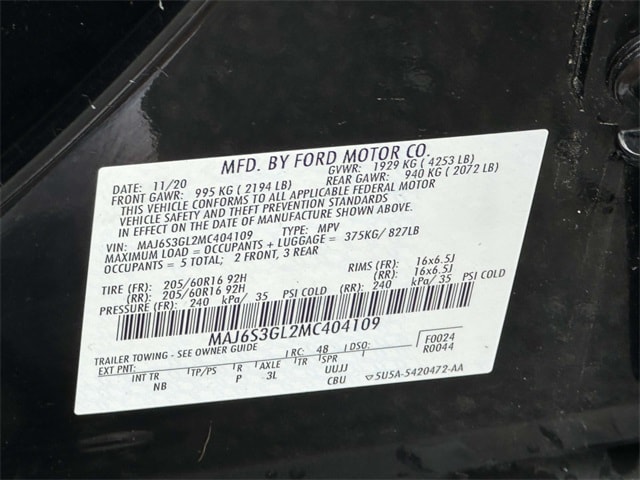 MFD. BY FORD MOTOR CO.
DATE: 11/20 GVWR: 1929 KG ( 4253 LB)
FRONT GAWR: 995 KG ( 2194 LB) REAR GAWR: 940 KG ( 2072 LB)
THIS VEHICLE CONFORMS TO ALL APPLICABLE FEDERAL MOTOR
VEHICLE SAFETY AND THEFT PREVENTION STANDARDS
IN EFFECT ON THE DATE OF MANUFACTURE SHOWN ABOVE.
VIN: MAJ6S3GL2MC404109 TYPE: MPV
MAXIMUM LOAD = OCCUPANTS + LUGGAGE = 375KG/ 827LB
OCCUPANTS = 5 TOTAL; 2 FRONT, 3 REAR
TIRE (FR): 205/60R16 92H RIMS (FR): 16x6.5J
(RR): 205/60R16 92H (RR): 16x6.5J
PRESSURE (FR): 240 kPa/ 35 PSI COLD (RR): 240 kPa/ 35 PSI COLD
MAJ6S3GL2MC404109
TRAILER TOWING - SEE OWNER GUIDE
EXT PNT: RC: 48 DSO: F0024
R0044
INT TR TP/PS R AXLE TR SPR
NB P 3L UUJJ
CBU 5U5A-5420472-AA